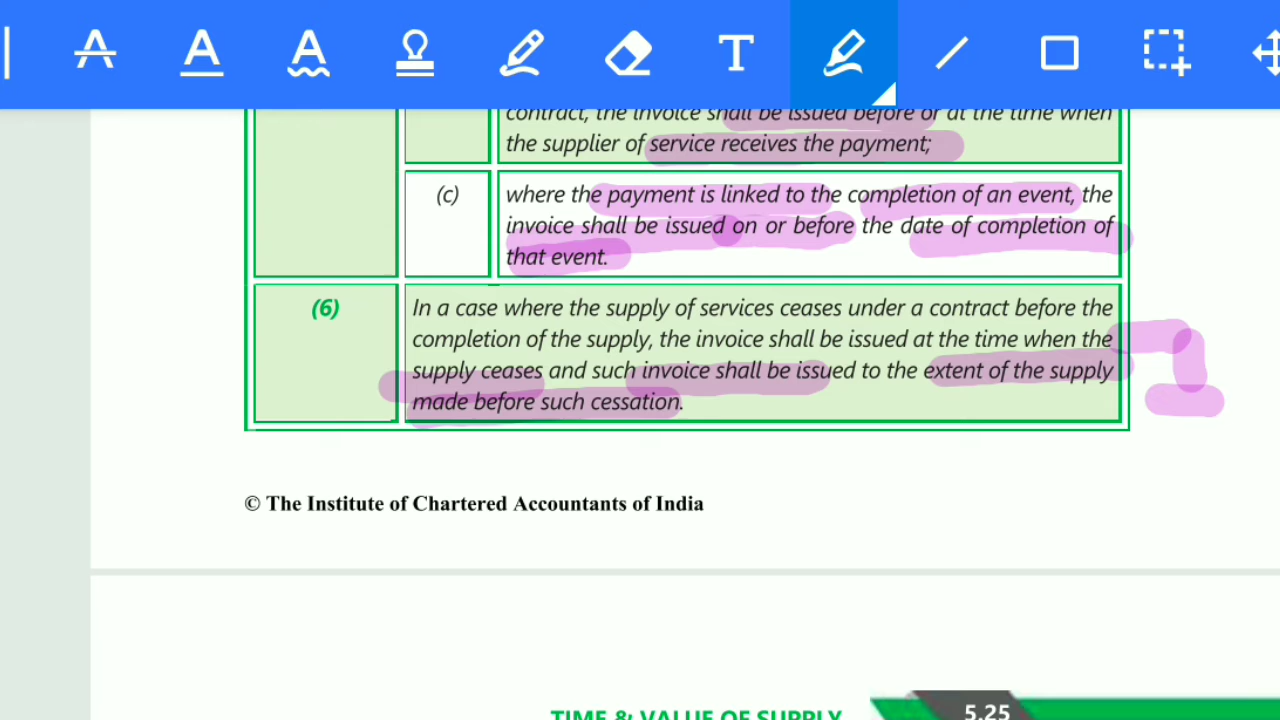 A A A T
contract, the invoice shall be issued before or at the time when
the supplier of service receives the payment;
(c) where the payment is linked to the completion of an event, the
invoice shall be issued on or before the date of completion of
that event.
(6) In a case where the supply of services ceases under a contract before the
completion of the supply, the invoice shall be issued at the time when the
supply ceases and such invoice shall be issued to the extent of the supply
made before such cessation.
© The Institute of Chartered Accountants of India
TIME & VALUE OF SUPPLY 5.25